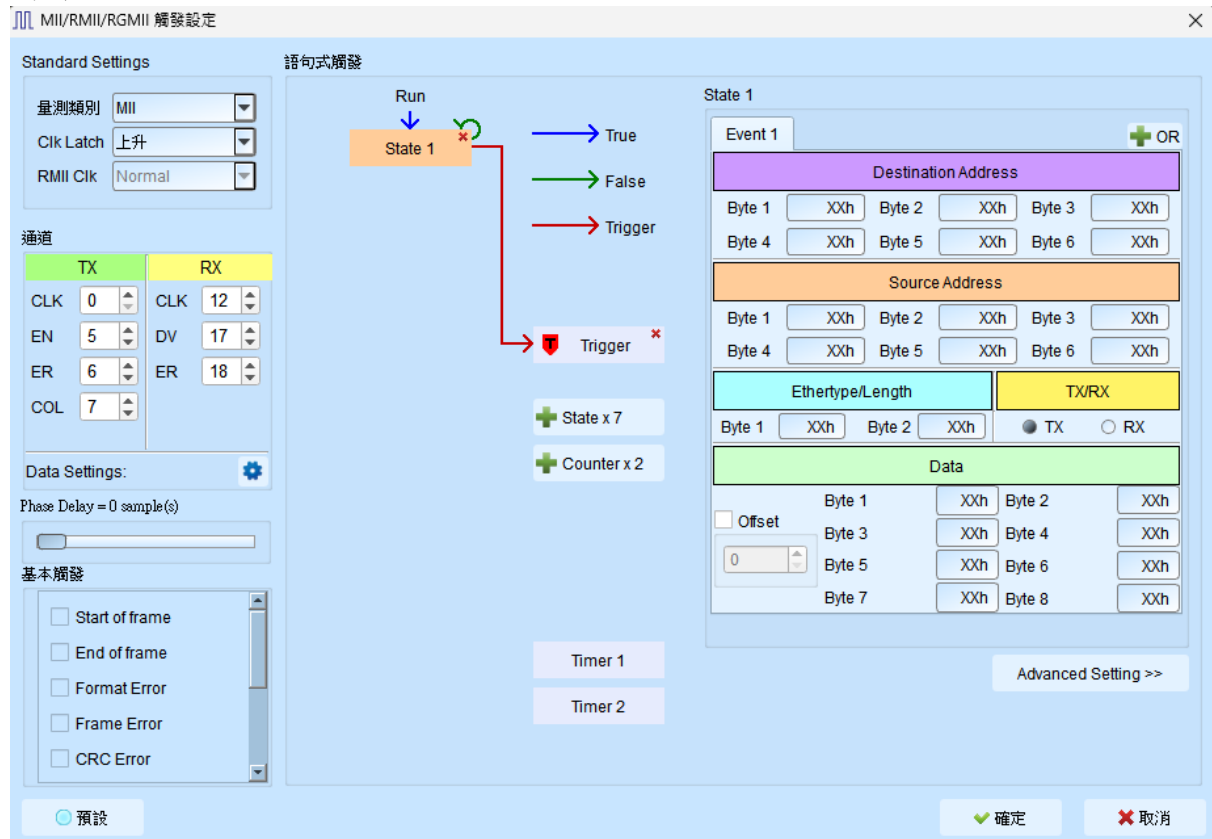 MII/RMII/RGMII 觸發設定
Standard Settings
量測類別 MII
Clk Latch 上升
RMII Clk Normal
通道
TX RX
CLK 0 CLK 12
EN 5 DV 17
ER 6 ER 18
COL 7
Data Settings:
Phase Delay = 0 sample(s)
基本觸發
Start of frame
End of frame
Format Error
Frame Error
CRC Error
預設
語句式觸發
Run
State 1
True
False
Trigger
T Trigger
State x 7
Counter x 2
Timer 1
Timer 2
State 1
Event 1 OR
Destination Address
Byte 1 XXh Byte 2 XXh Byte 3 XXh
Byte 4 XXh Byte 5 XXh Byte 6 XXh
Source Address
Byte 1 XXh Byte 2 XXh Byte 3 XXh
Byte 4 XXh Byte 5 XXh Byte 6 XXh
Ethertype/Length TX/RX
Byte 1 XXh Byte 2 XXh TX RX
Data
Offset
0
Byte 1 XXh Byte 2 XXh
Byte 3 XXh Byte 4 XXh
Byte 5 XXh Byte 6 XXh
Byte 7 XXh Byte 8 XXh
Advanced Setting >>
確定 取消